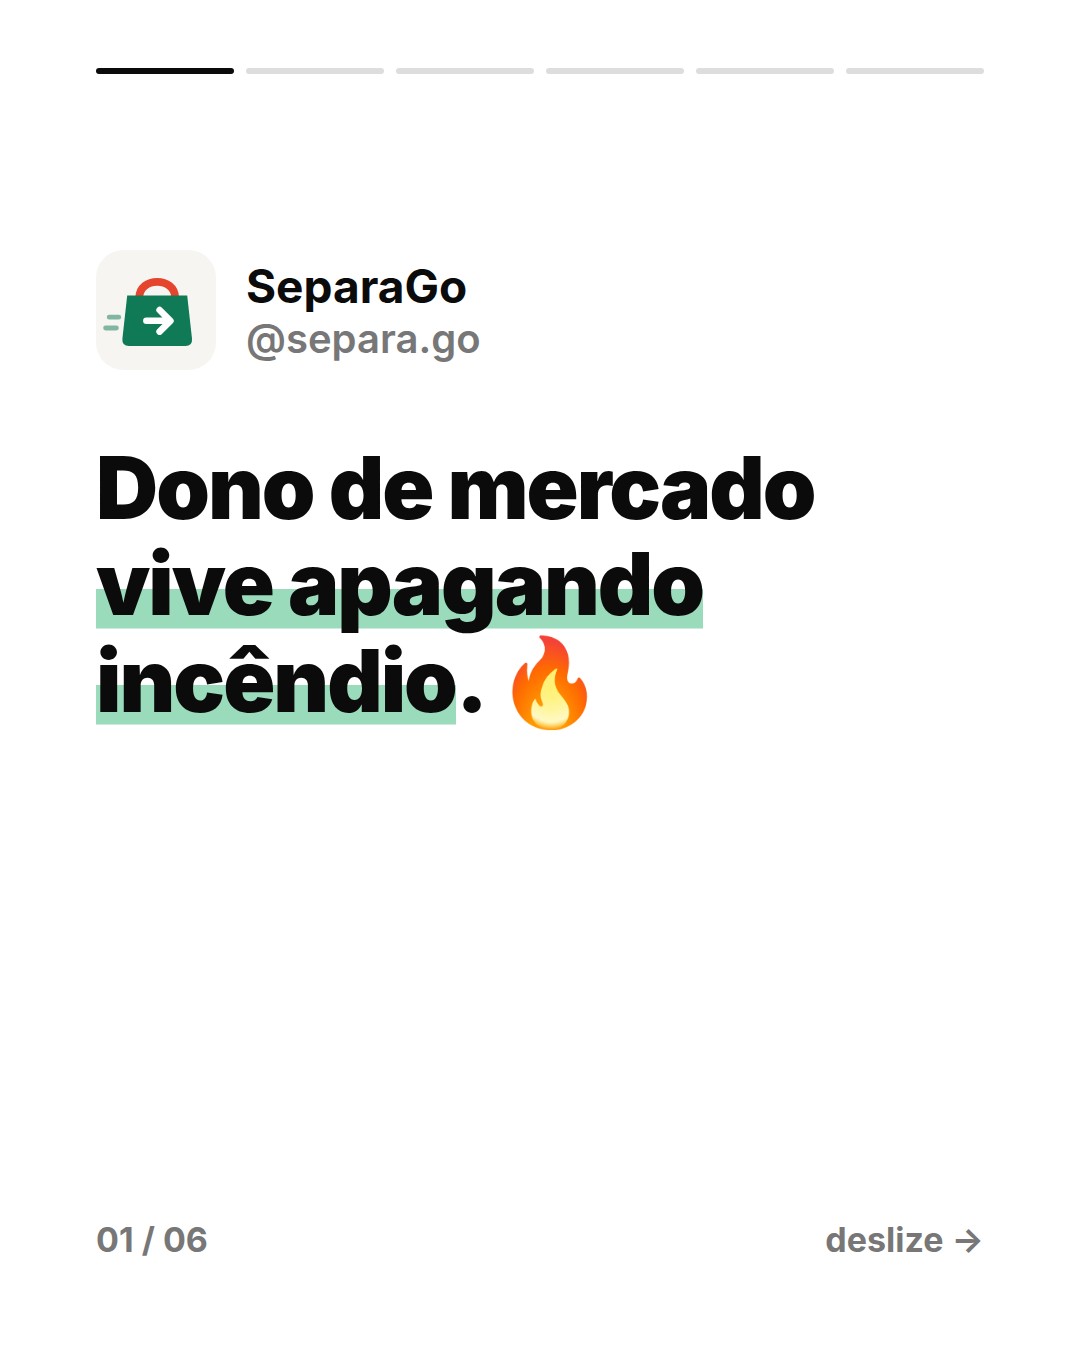 SeparaGo
@separa.go
Dono de mercado
vive apagando
incêndio. 🔥
01 / 06
deslize →